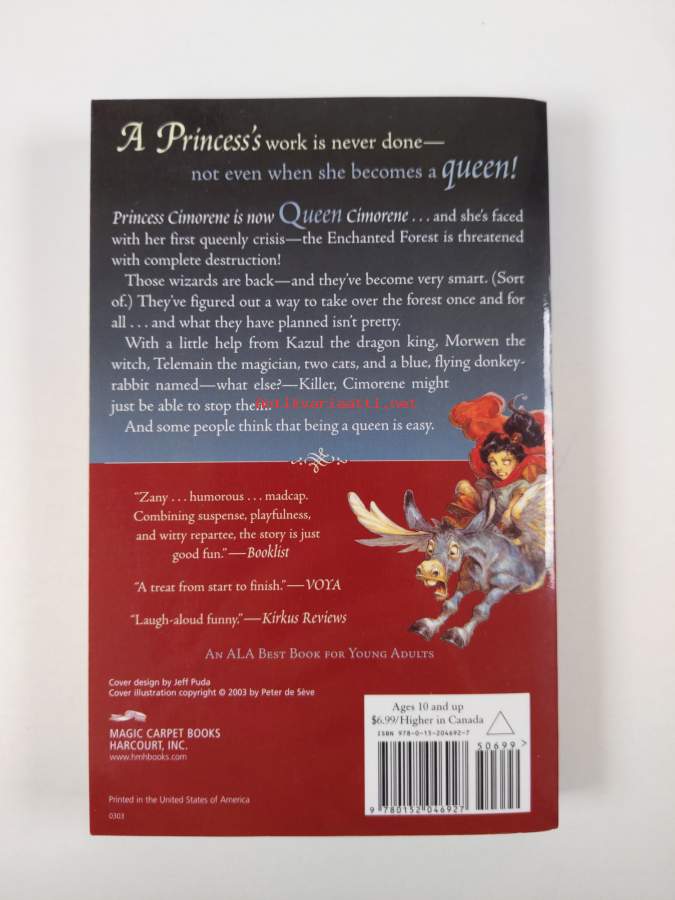 A Princess's work is never done—
not even when she becomes a queen!
Princess Cimorene is now Queen Cimorene . . . and she's faced
with her first queenly crisis—the Enchanted Forest is threatened
with complete destruction!
Those wizards are back—and they've become very smart. (Sort
of.) They've figured out a way to take over the forest once and for
all . . . and what they have planned isn't pretty.
With a little help from Kazul the dragon king, Morwen the
witch, Telemain the magician, two cats, and a blue, flying donkey-
rabbit named—what else?—Killer, Cimorene might
just be able to stop them.
antikvariaatti.net
And some people think that being a queen is easy.
"Zany . . . humorous . . . madcap.
Combining suspense, playfulness,
and witty repartee, the story is just
good fun."—Booklist
"A treat from start to finish."—VOYA
"Laugh-aloud funny."—Kirkus Reviews
An ALA Best Book for Young Adults
Cover design by Jeff Puda
Cover illustration copyright © 2003 by Peter de Sève
MAGIC CARPET BOOKS
HARCOURT, INC.
www.hmhbooks.com
Printed in the United States of America
0303
Ages 10 and up
$6.99/Higher in Canada
ISBN 978-0-15-204692-7
50699>
9 780152 046927